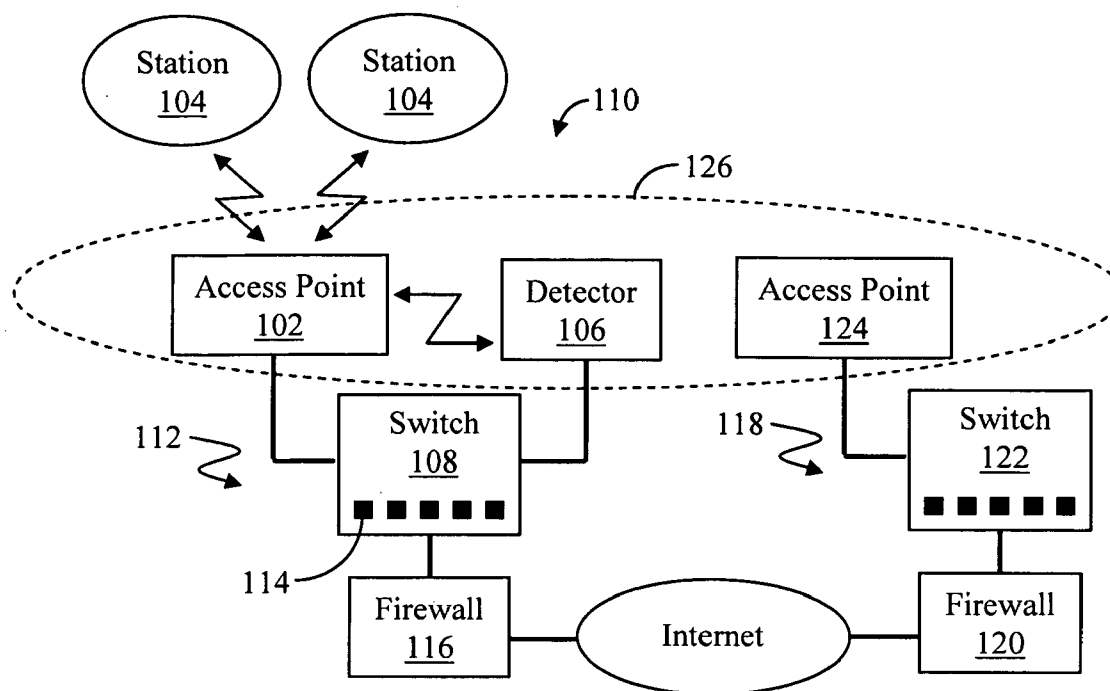 Station
104
Station
104
110
126
Access Point
102
Detector
106
Access Point
124
112
Switch
108
118
Switch
122
114
Firewall
116
Internet
Firewall
120